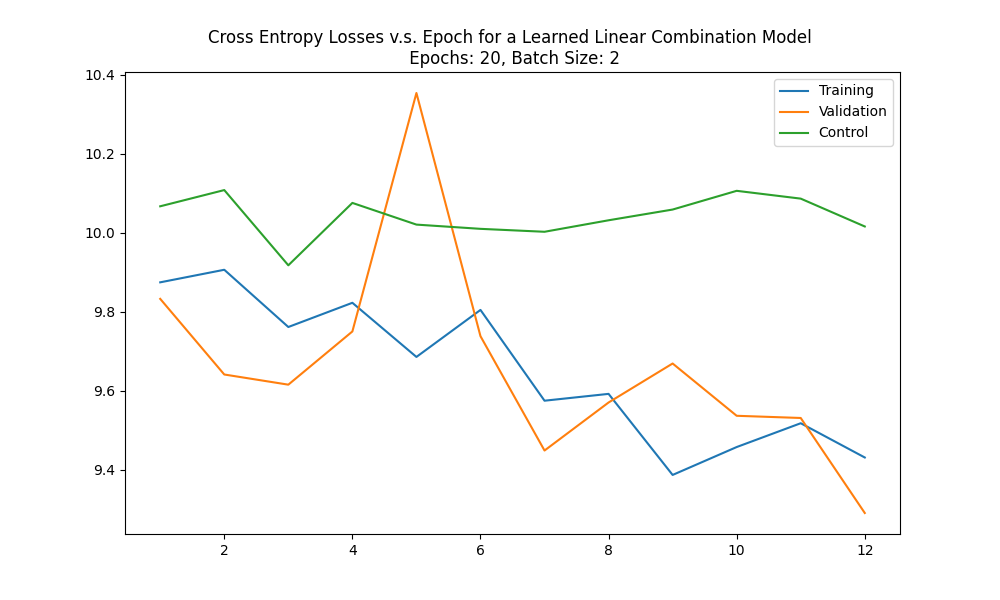 Cross Entropy Losses v.s. Epoch for a Learned Linear Combination Model
Epochs: 20, Batch Size: 2
Training
Validation
Control
10.4
10.2
10.0
9.8
9.6
9.4
2
4
6
8
10
12